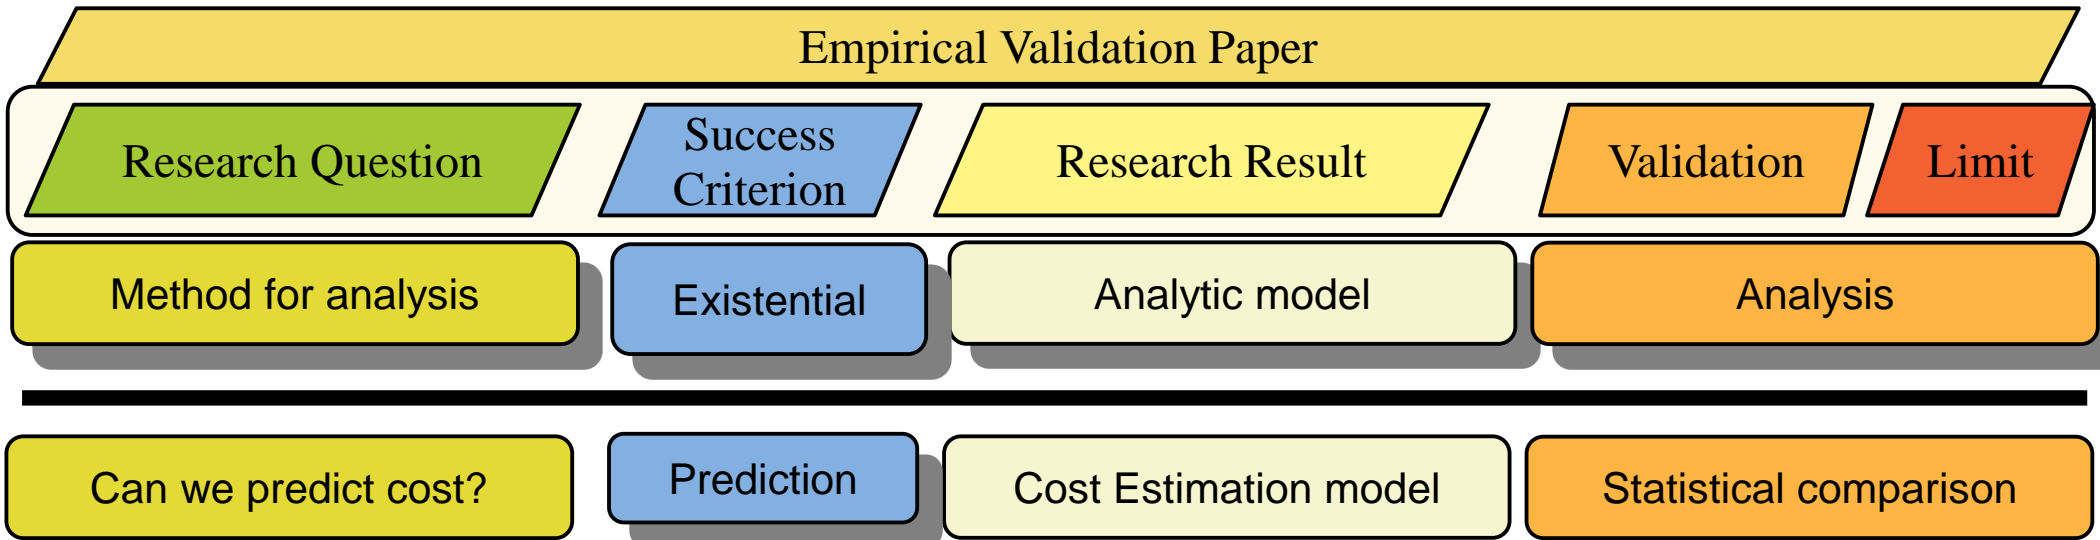 Empirical Validation Paper
Research Question
Success
Criterion
Research Result
Validation
Limit
Method for analysis
Existential
Analytic model
Analysis
Can we predict cost?
Prediction
Cost Estimation model
Statistical comparison